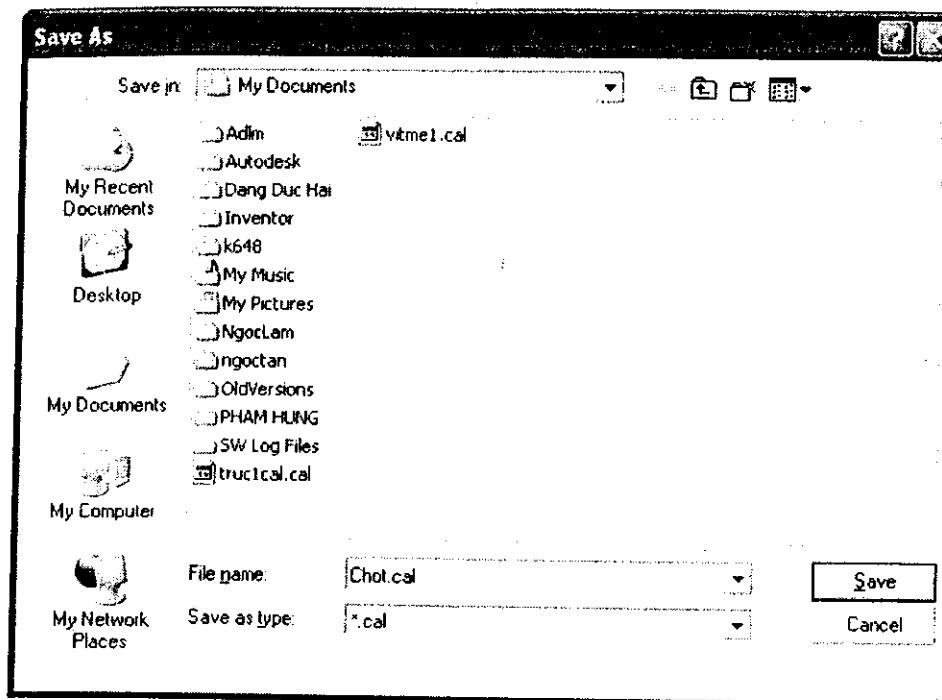 Save As
Save in: My Documents
My Recent Documents
Desktop
My Documents
My Computer
My Network Places
Adlm
Autodesk
Dang Duc Hai
Inventor
k648
My Music
My Pictures
NgocLam
ngoctan
OldVersions
PHAM HUNG
SW Log Files
truc1cal.cal
vitme1.cal
File name: Chot.cal
Save
Save as type: *.cal
Cancel